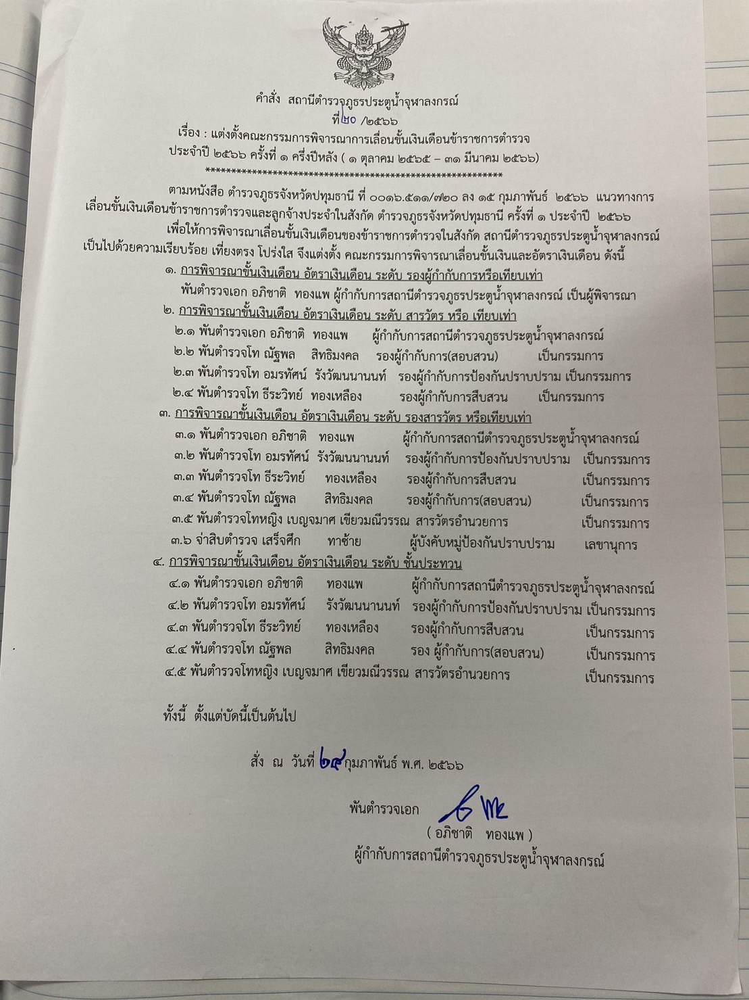 คำสั่ง สถานีตำรวจภูธรประตูน้ำจุฬาลงกรณ์
ที่ ๒๐ /๒๕๖๖
เรื่อง : แต่งตั้งคณะกรรมการพิจารณาการเลื่อนขั้นเงินเดือนข้าราชการตำรวจ
ประจำปี ๒๕๖๖ ครั้งที่ ๑ ครึ่งปีหลัง ( ๑ ตุลาคม ๒๕๖๕ – ๓๑ มีนาคม ๒๕๖๖)
************************************************************
ตามหนังสือ ตำรวจภูธรจังหวัดปทุมธานี ที่ ๐๐๑๖.๕๑๑/๗๒๐ ลง ๑๕ กุมภาพันธ์ ๒๕๖๖ แนวทางการ
เลื่อนขั้นเงินเดือนข้าราชการตำรวจและลูกจ้างประจำในสังกัด ตำรวจภูธรจังหวัดปทุมธานี ครั้งที่ ๑ ประจำปี ๒๕๖๖
เพื่อให้การพิจารณาเลื่อนขั้นเงินเดือนของข้าราชการตำรวจในสังกัด สถานีตำรวจภูธรประตูน้ำจุฬาลงกรณ์
เป็นไปด้วยความเรียบร้อย เที่ยงตรง โปร่งใส จึงแต่งตั้ง คณะกรรมการพิจารณาเลื่อนขั้นเงินและอัตราเงินเดือน ดังนี้
๑. การพิจารณาขั้นเงินเดือน อัตราเงินเดือน ระดับ รองผู้กำกับการหรือเทียบเท่า
พันตำรวจเอก อภิชาติ ทองแพ ผู้กำกับการสถานีตำรวจภูธรประตูน้ำจุฬาลงกรณ์ เป็นผู้พิจารณา
๒. การพิจารณาขั้นเงินเดือน อัตราเงินเดือน ระดับ สารวัตร หรือ เทียบเท่า
๒.๑ พันตำรวจเอก อภิชาติ ทองแพ ผู้กำกับการสถานีตำรวจภูธรประตูน้ำจุฬาลงกรณ์
๒.๒ พันตำรวจโท ณัฐพล สิทธิมงคล รองผู้กำกับการ(สอบสวน) เป็นกรรมการ
๒.๓ พันตำรวจโท อมรทัศน์ รังวัฒนนานนท์ รองผู้กำกับการป้องกันปราบปราม เป็นกรรมการ
๒.๔ พันตำรวจโท ธีระวิทย์ ทองเหลือง รองผู้กำกับการสืบสวน เป็นกรรมการ
๓. การพิจารณาขั้นเงินเดือน อัตราเงินเดือน ระดับ รองสารวัตร หรือเทียบเท่า
๓.๑ พันตำรวจเอก อภิชาติ ทองแพ ผู้กำกับการสถานีตำรวจภูธรประตูน้ำจุฬาลงกรณ์
๓.๒ พันตำรวจโท อมรทัศน์ รังวัฒนนานนท์ รองผู้กำกับการป้องกันปราบปราม เป็นกรรมการ
๓.๓ พันตำรวจโท ธีระวิทย์ ทองเหลือง รองผู้กำกับการสืบสวน เป็นกรรมการ
๓.๔ พันตำรวจโท ณัฐพล สิทธิมงคล รองผู้กำกับการ(สอบสวน) เป็นกรรมการ
๓.๕ พันตำรวจโทหญิง เบญจมาศ เขียวมณีวรรณ สารวัตรอำนวยการ เป็นกรรมการ
๓.๖ จ่าสิบตำรวจ เสร็จศึก ทาซ้าย ผู้บังคับหมู่ป้องกันปราบปราม เลขานุการ
๔. การพิจารณาขั้นเงินเดือน อัตราเงินเดือน ระดับ ชั้นประทวน
๔.๑ พันตำรวจเอก อภิชาติ ทองแพ ผู้กำกับการสถานีตำรวจภูธรประตูน้ำจุฬาลงกรณ์
๔.๒ พันตำรวจโท อมรทัศน์ รังวัฒนนานนท์ รองผู้กำกับการป้องกันปราบปราม เป็นกรรมการ
๔.๓ พันตำรวจโท ธีระวิทย์ ทองเหลือง รองผู้กำกับการสืบสวน เป็นกรรมการ
๔.๔ พันตำรวจโท ณัฐพล สิทธิมงคล รอง ผู้กำกับการ(สอบสวน) เป็นกรรมการ
๔.๕ พันตำรวจโทหญิง เบญจมาศ เขียวมณีวรรณ สารวัตรอำนวยการ เป็นกรรมการ
ทั้งนี้ ตั้งแต่บัดนี้เป็นต้นไป
สั่ง ณ วันที่ กุมภาพันธ์ พ.ศ. ๒๕๖๖
พันตำรวจเอก
( อภิชาติ ทองแพ )
ผู้กำกับการสถานีตำรวจภูธรประตูน้ำจุฬาลงกรณ์